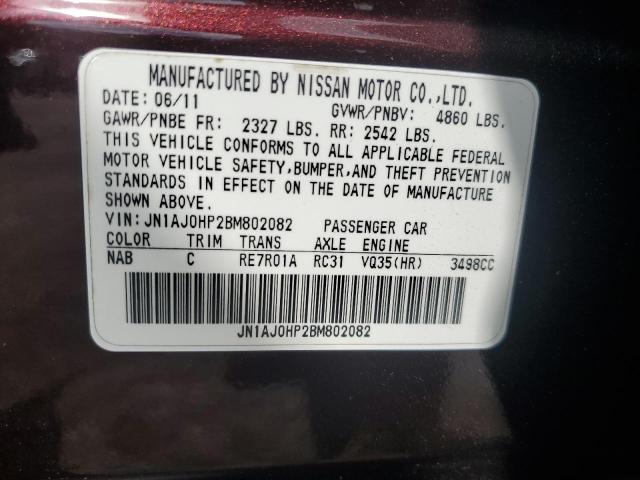 MANUFACTURED BY NISSAN MOTOR CO.,LTD.
DATE: 06/11 GVWR/PNBV: 4860 LBS.
GAWR/PNBE FR: 2327 LBS. RR: 2542 LBS.
THIS VEHICLE CONFORMS TO ALL APPLICABLE FEDERAL
MOTOR VEHICLE SAFETY,BUMPER,AND THEFT PREVENTION
STANDARDS IN EFFECT ON THE DATE OF MANUFACTURE
SHOWN ABOVE.
VIN:JN1AJ0HP2BM802082 PASSENGER CAR
COLOR TRIM TRANS AXLE ENGINE
NAB C RE7R01A RC31 VQ35(HR) 3498CC
JN1AJ0HP2BM802082